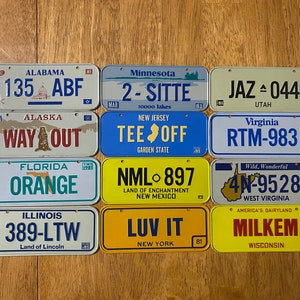 ALABAMA
135 ABF
Minnesota
2-SITTE
10000 lakes
JAZ 044
UTAH
ALASKA
WAY OUT
NEW JERSEY
TEE OFF
GARDEN STATE
Virginia
RTM-983
FLORIDA
ORANGE
NML 897
LAND OF ENCHANTMENT
NEW MEXICO
Wild, Wonderful
4N-9528
WEST VIRGINIA
ILLINOIS
389-LTW
Land of Lincoln
LUV IT
NEW YORK
81
AMERICA'S DAIRYLAND
MILKEM
WISCONSIN